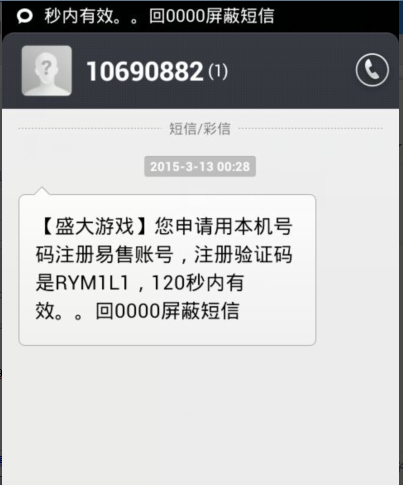 秒内有效。。回0000屏蔽短信
10690882 (1)
短信/彩信
2015-3-13 00:28
【盛大游戏】您申请用本机号
码注册易售账号，注册验证码
是RYM1L1，120秒内有
效。。回0000屏蔽短信